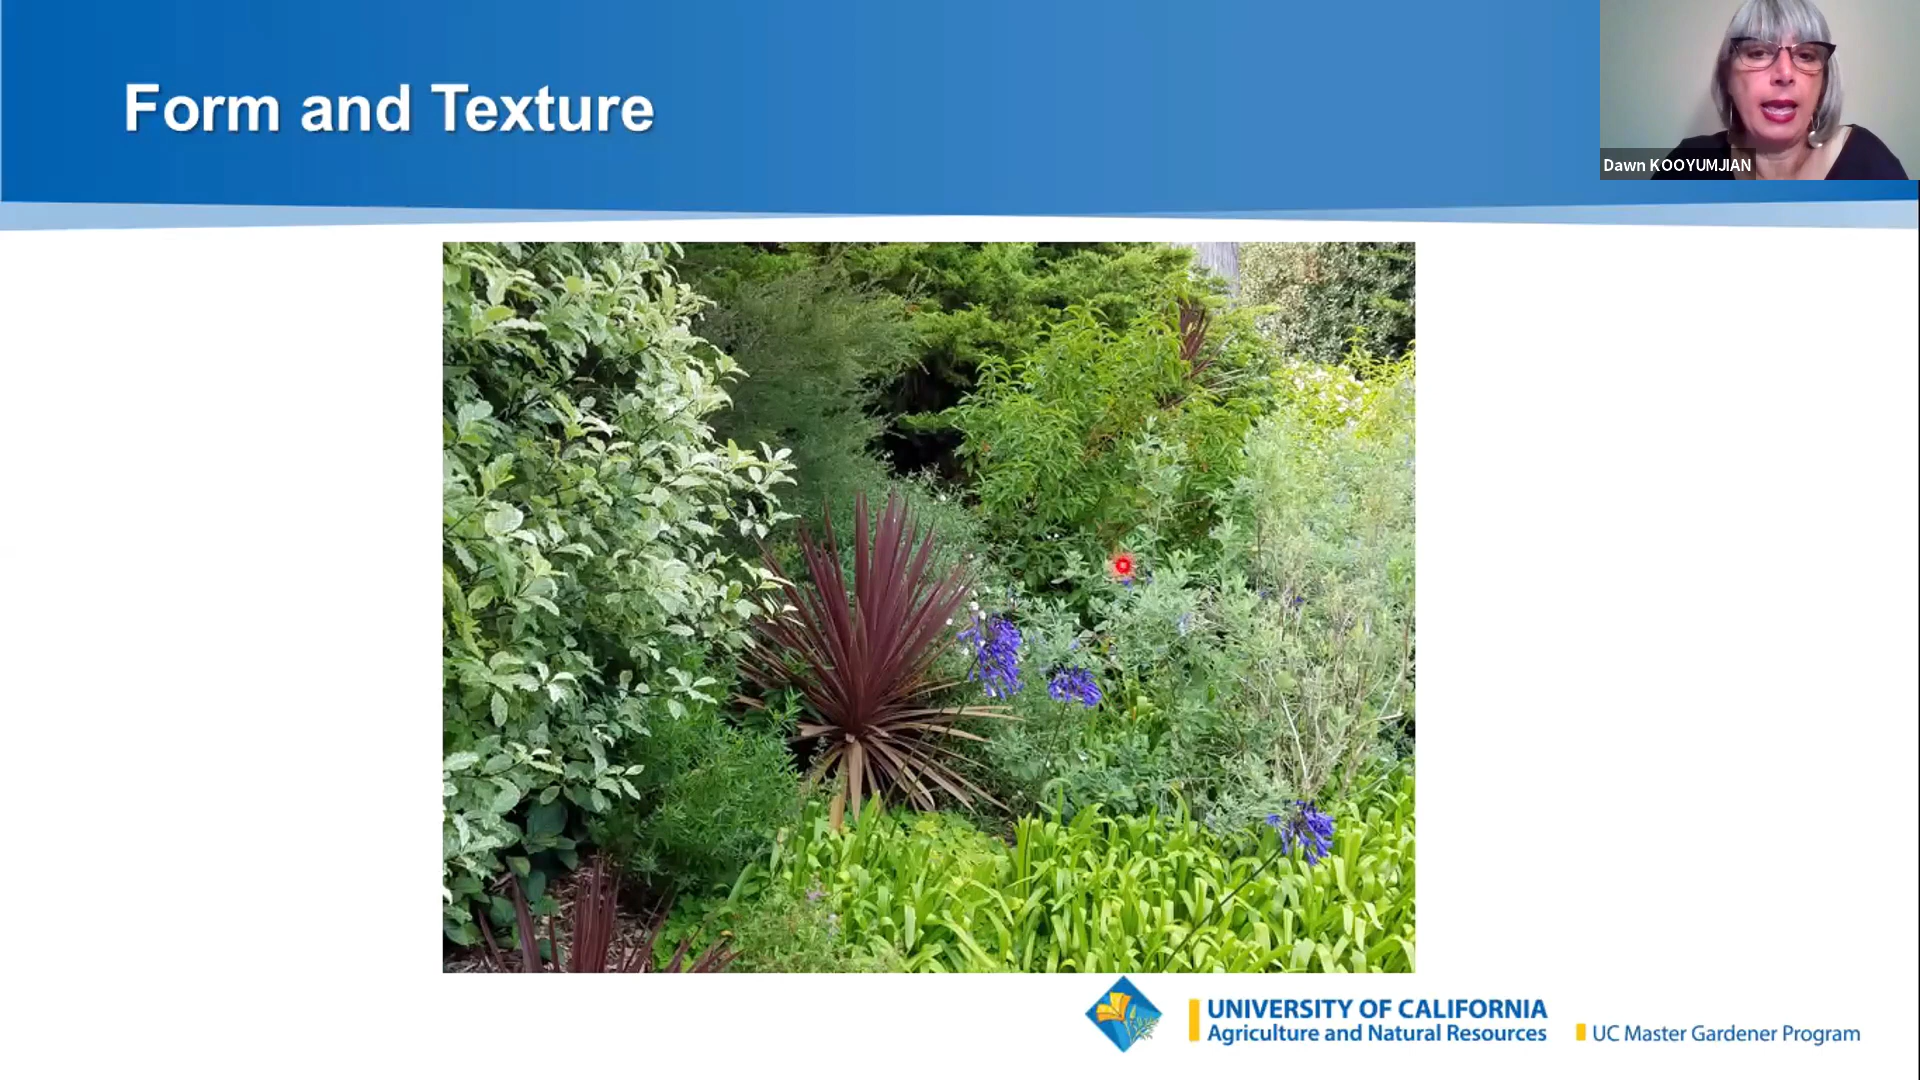 Form and Texture
Dawn KOOYUMJIAN
UNIVERSITY OF CALIFORNIA
Agriculture and Natural Resources
UC Master Gardener Program